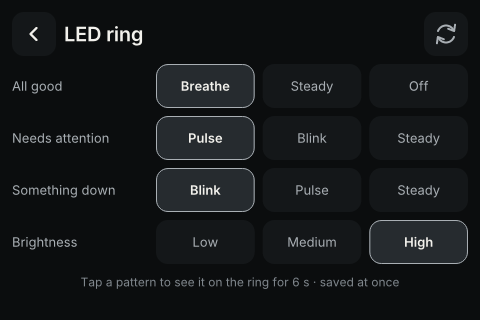 LED ring
All good Breathe Steady Off
Needs attention Pulse Blink Steady
Something down Blink Pulse Steady
Brightness Low Medium High
Tap a pattern to see it on the ring for 6 s · saved at once